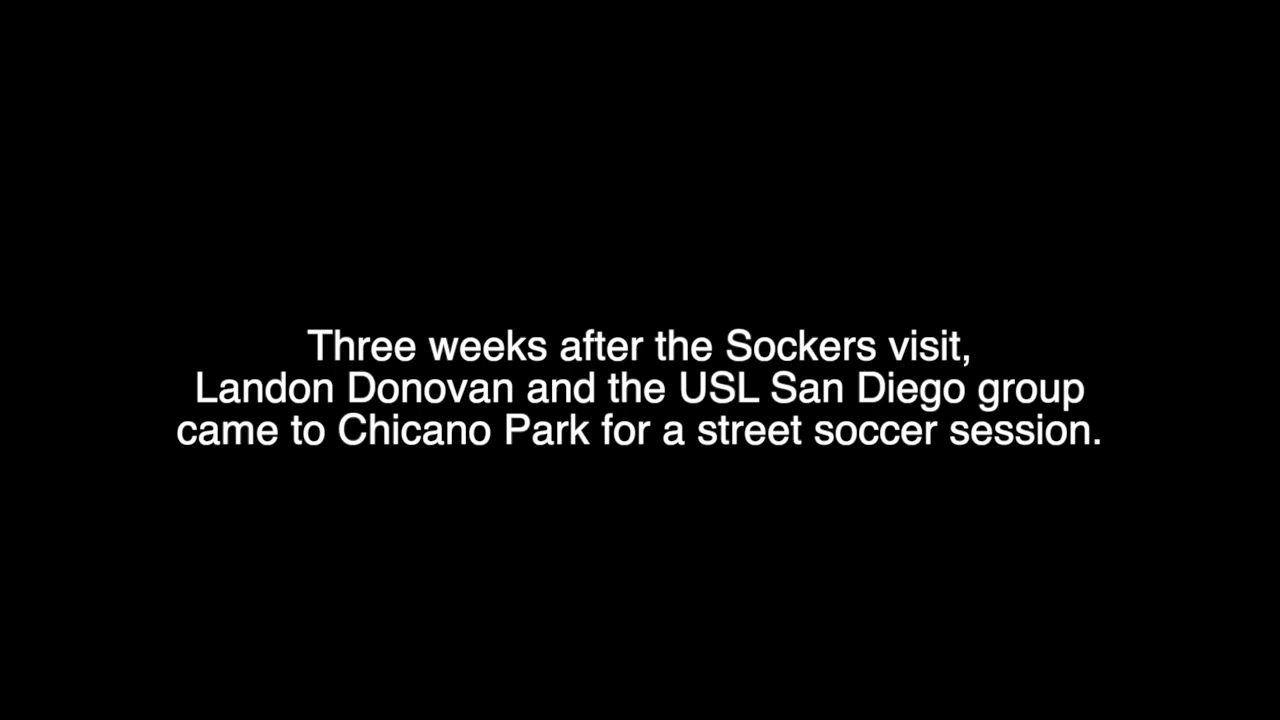 Three weeks after the Sockers visit,
Landon Donovan and the USL San Diego group
came to Chicano Park for a street soccer session.